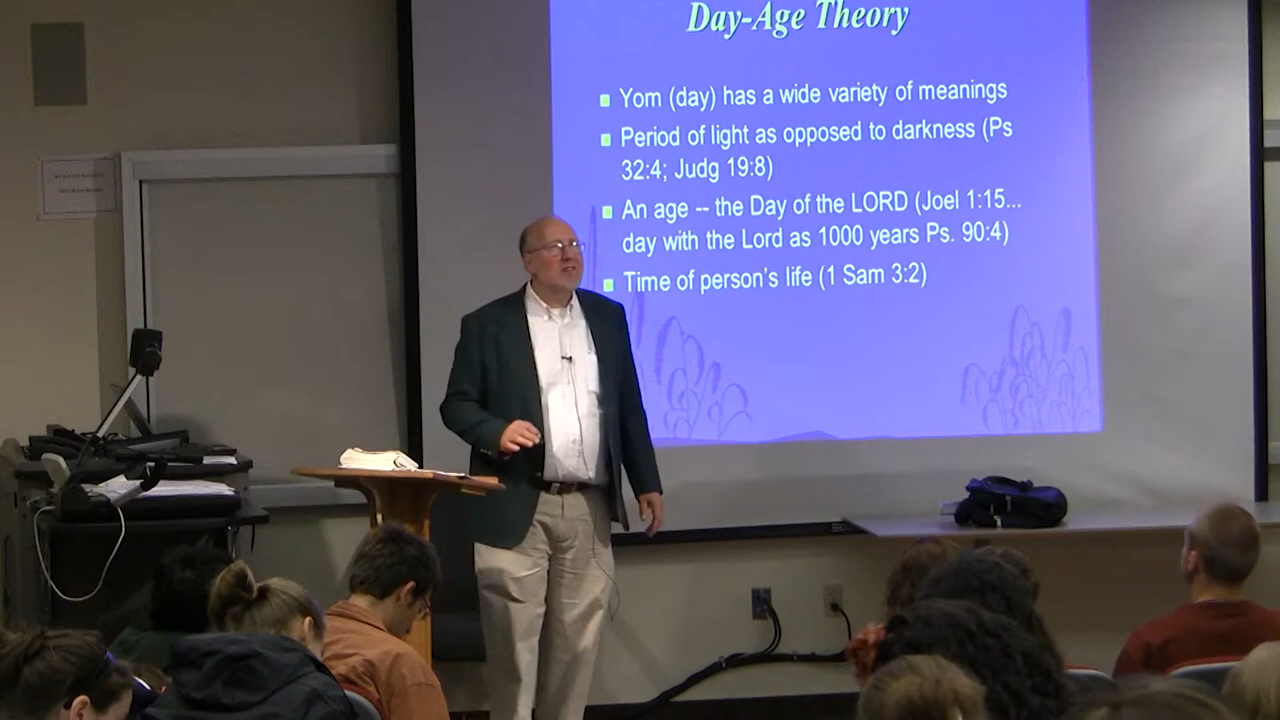 Day-Age Theory
Yom (day) has a wide variety of meanings
Period of light as opposed to darkness (Ps
32:4; Judg 19:8)
An age -- the Day of the LORD (Joel 1:15...
day with the Lord as 1000 years Ps. 90:4)
Time of person's life (1 Sam 3:2)